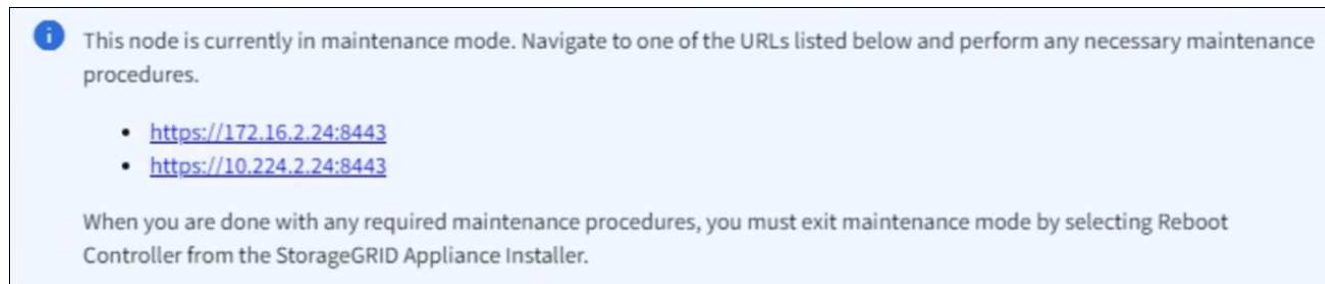 This node is currently in maintenance mode. Navigate to one of the URLs listed below and perform any necessary maintenance
procedures.
• https://172.16.2.24:8443
• https://10.224.2.24:8443
When you are done with any required maintenance procedures, you must exit maintenance mode by selecting Reboot
Controller from the StorageGRID Appliance Installer.